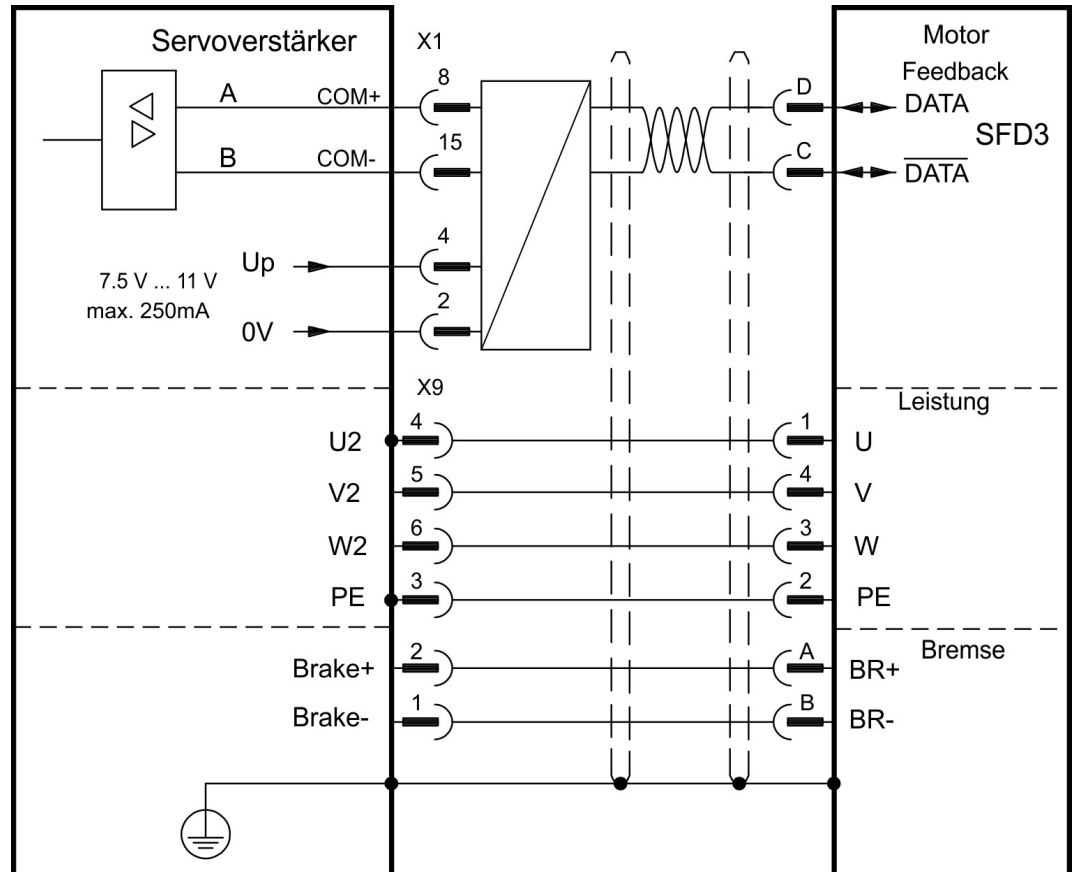 Servoverstärker
X1
Motor
Feedback
A
COM+
8
D
DATA
SFD3
B
COM-
15
C
DATA
Up
4
7.5 V ... 11 V
max. 250mA
0V
2
X9
Leistung
U2
4
1
U
V2
5
4
V
W2
6
3
W
PE
3
2
PE
Bremse
Brake+
2
A
BR+
Brake-
1
B
BR-